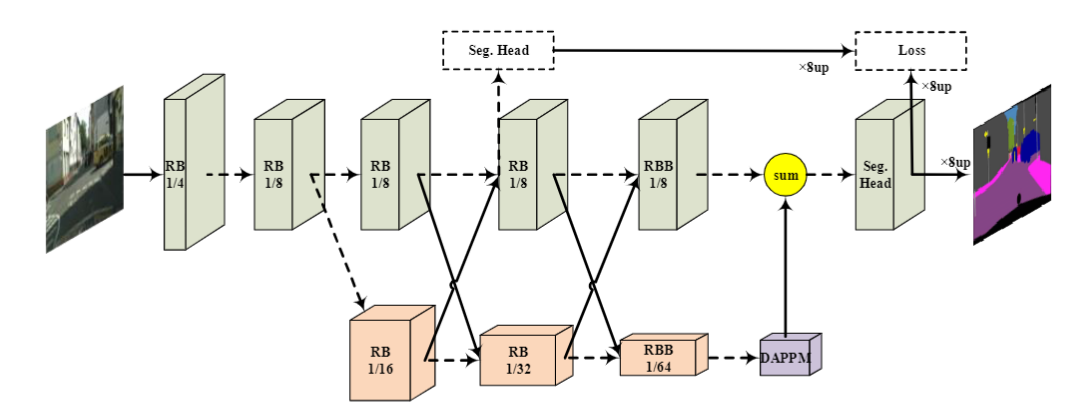 Seg. Head
Loss
×8up
×8up
RB
1/4
RB
1/8
RB
1/8
RB
1/8
RBB
1/8
sum
Seg.
Head
×8up
RB
1/16
RB
1/32
RBB
1/64
DAPPM